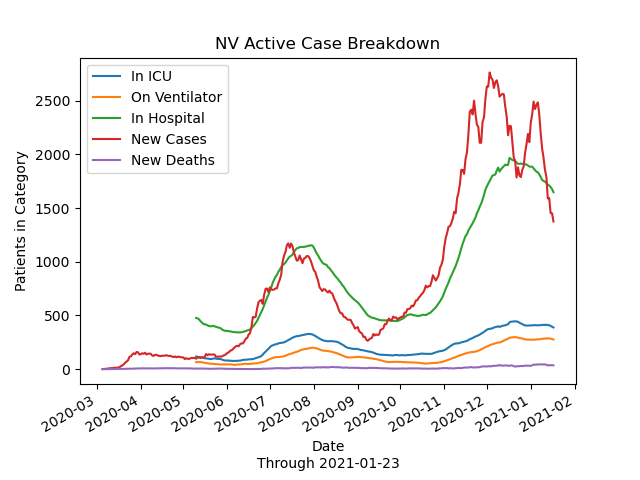 NV Active Case Breakdown
In ICU
On Ventilator
In Hospital
New Cases
New Deaths
Patients in Category
2500
2000
1500
1000
500
0
2020-03
2020-04
2020-05
2020-06
2020-07
2020-08
2020-09
2020-10
2020-11
2020-12
2021-01
2021-02
Date
Through 2021-01-23